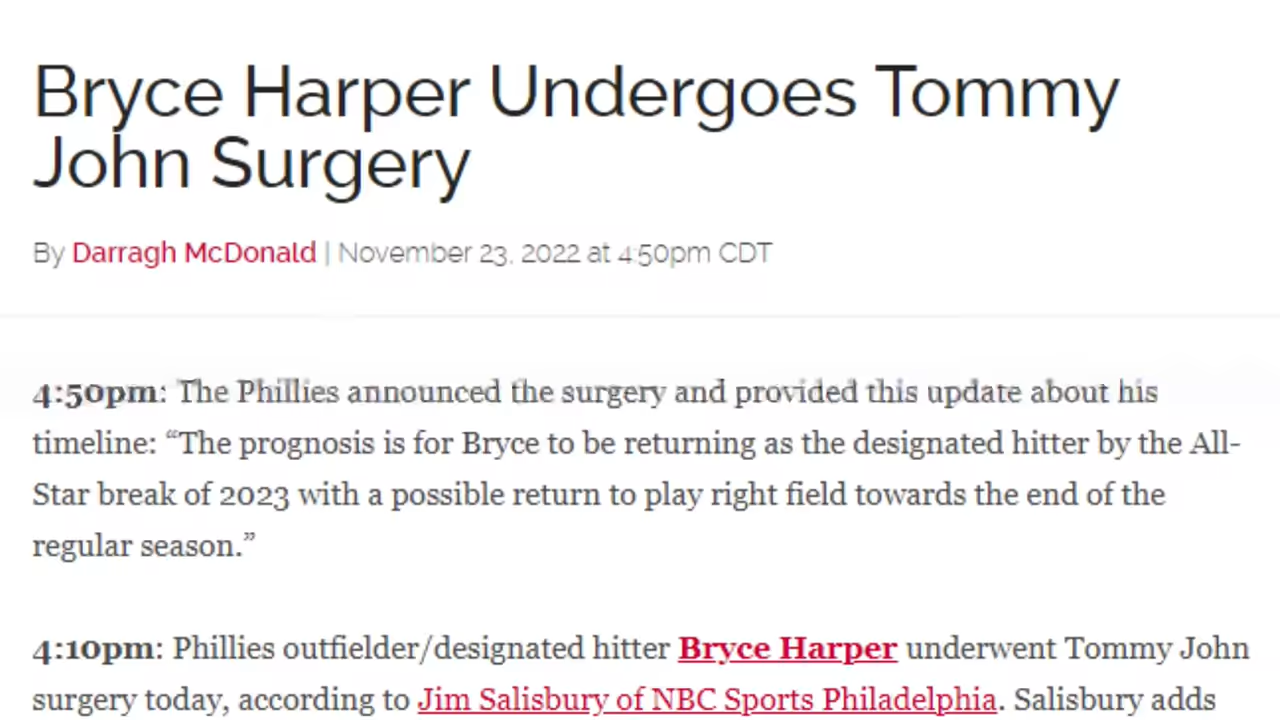 Bryce Harper Undergoes Tommy
John Surgery
By Darragh McDonald | November 23, 2022 at 4:50pm CDT
4:50pm: The Phillies announced the surgery and provided this update about his
timeline: “The prognosis is for Bryce to be returning as the designated hitter by the All-
Star break of 2023 with a possible return to play right field towards the end of the
regular season.”
4:10pm: Phillies outfielder/designated hitter Bryce Harper underwent Tommy John
surgery today, according to Jim Salisbury of NBC Sports Philadelphia. Salisbury adds